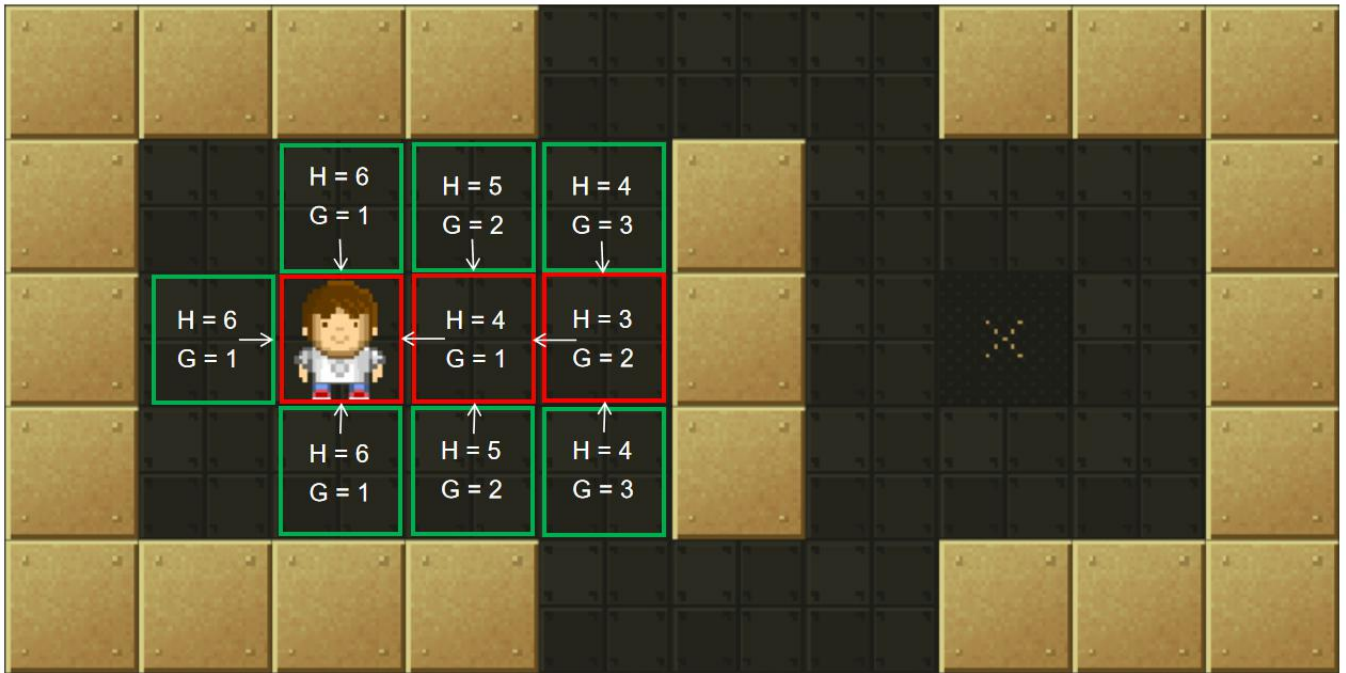 H = 6
G = 1
H = 5
G = 2
H = 4
G = 3
H = 6
G = 1
H = 4
G = 1
H = 3
G = 2
H = 6
G = 1
H = 5
G = 2
H = 4
G = 3